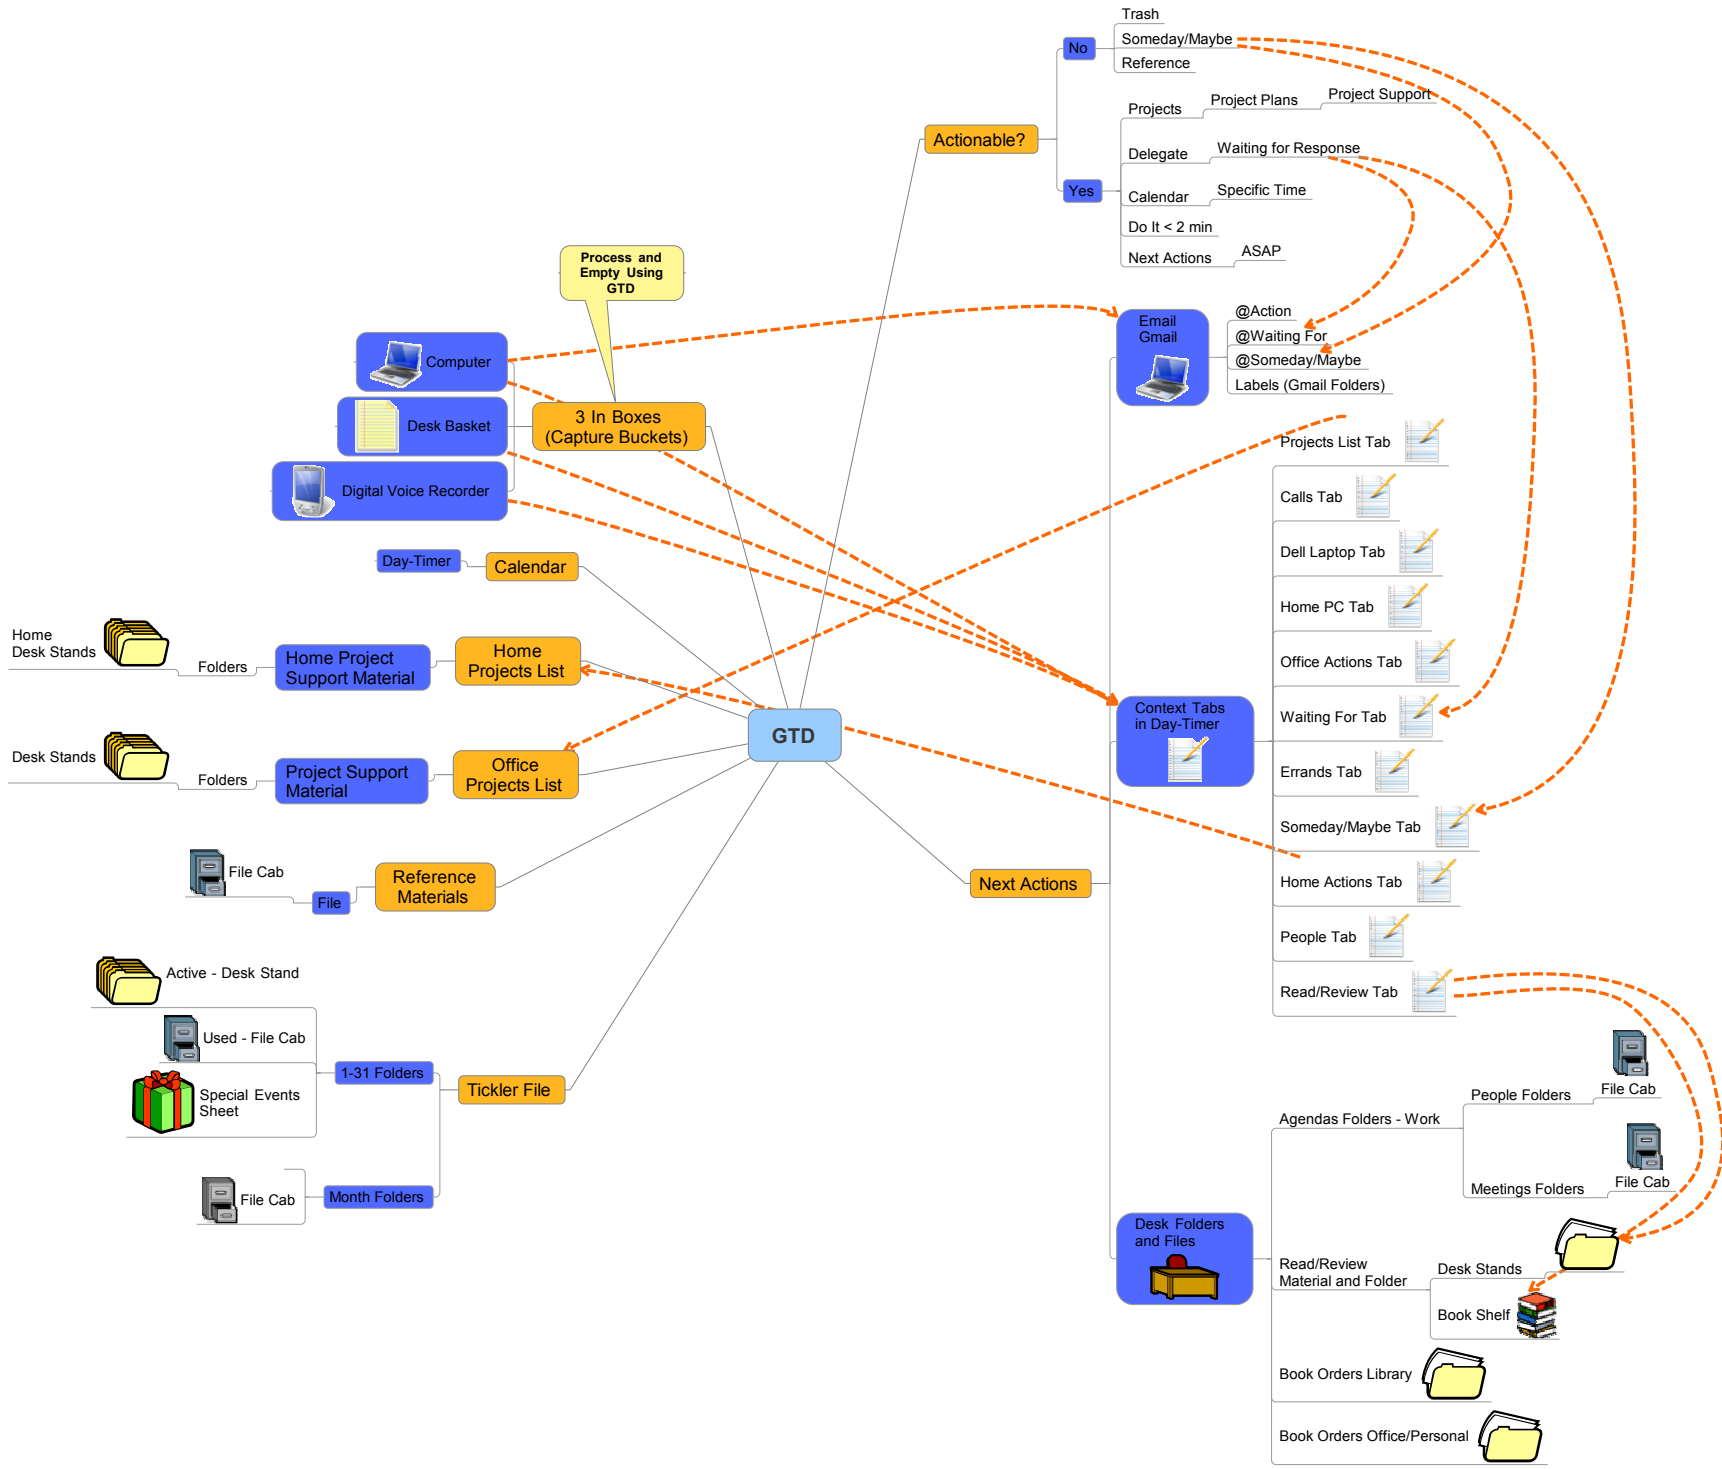 Trash
Someday/Maybe
Reference
No
Actionable?
Yes
Projects
Project Plans
Project Support
Delegate
Waiting for Response
Calendar
Specific Time
Do It < 2 min
Next Actions
ASAP
Process and
Empty Using
GTD
Computer
Desk Basket
Digital Voice Recorder
3 In Boxes
(Capture Buckets)
Day-Timer
Calendar
Home
Desk Stands
Folders
Home Project
Support Material
Home
Projects List
Desk Stands
Folders
Project Support
Material
Office
Projects List
GTD
File Cab
File
Reference
Materials
Active - Desk Stand
Used - File Cab
Special Events
Sheet
1-31 Folders
Tickler File
File Cab
Month Folders
Next Actions
Email
Gmail
@Action
@Waiting For
@Someday/Maybe
Labels (Gmail Folders)
Context Tabs
in Day-Timer
Projects List Tab
Calls Tab
Dell Laptop Tab
Home PC Tab
Office Actions Tab
Waiting For Tab
Errands Tab
Someday/Maybe Tab
Home Actions Tab
People Tab
Read/Review Tab
Desk Folders
and Files
Agendas Folders - Work
People Folders
File Cab
Meetings Folders
File Cab
Read/Review
Material and Folder
Desk Stands
Book Shelf
Book Orders Library
Book Orders Office/Personal